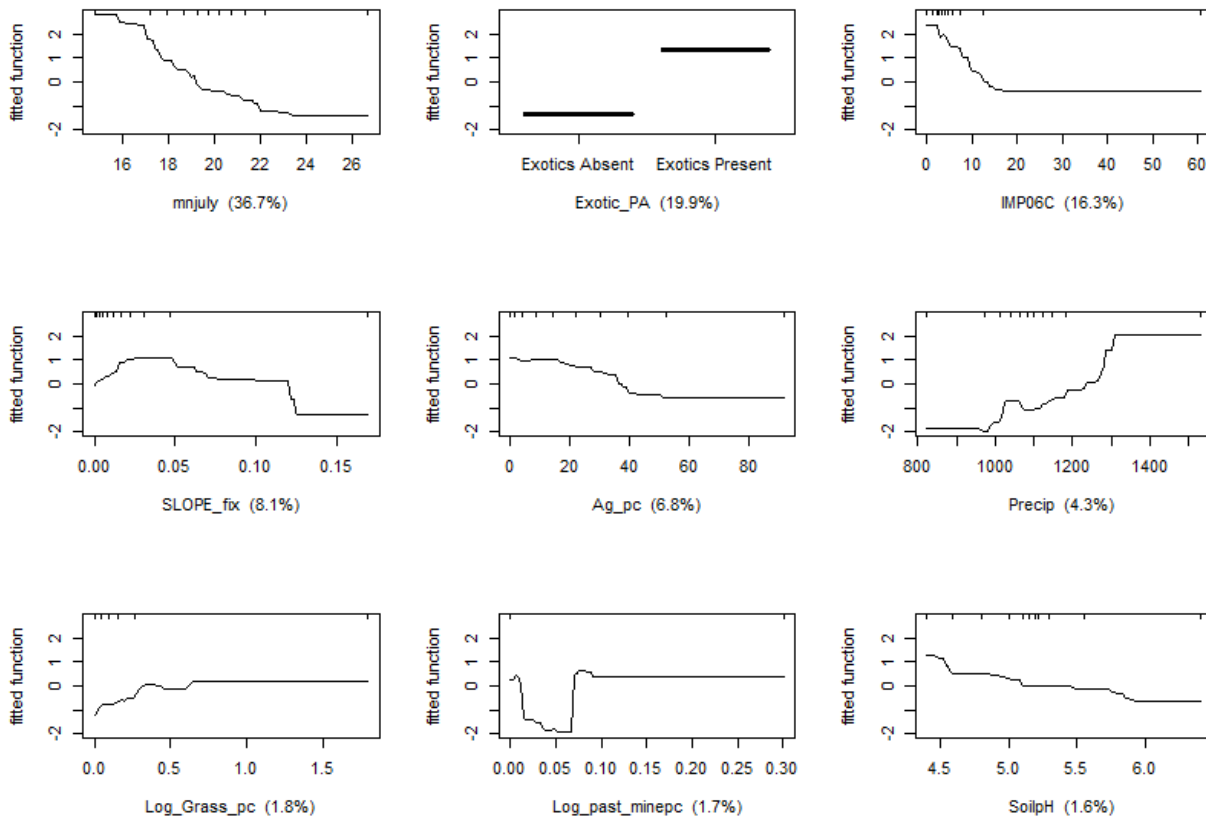 fitted function
2
1
0
-2
16 18 20 22 24 26
mnjuly (36.7%)
fitted function
2
1
0
-2
Exotics Absent Exotics Present
Exotic_PA (19.9%)
fitted function
2
1
0
-2
0 10 20 30 40 50 60
IMP06C (16.3%)
fitted function
2
1
0
-2
0.00 0.05 0.10 0.15
SLOPE_fix (8.1%)
fitted function
2
1
0
-2
0 20 40 60 80
Ag_pc (6.8%)
fitted function
2
1
0
-2
800 1000 1200 1400
Precip (4.3%)
fitted function
2
1
0
-2
0.0 0.5 1.0 1.5
Log_Grass_pc (1.8%)
fitted function
2
1
0
-2
0.00 0.05 0.10 0.15 0.20 0.25 0.30
Log_past_minepc (1.7%)
fitted function
2
1
0
-2
4.5 5.0 5.5 6.0
SoilpH (1.6%)